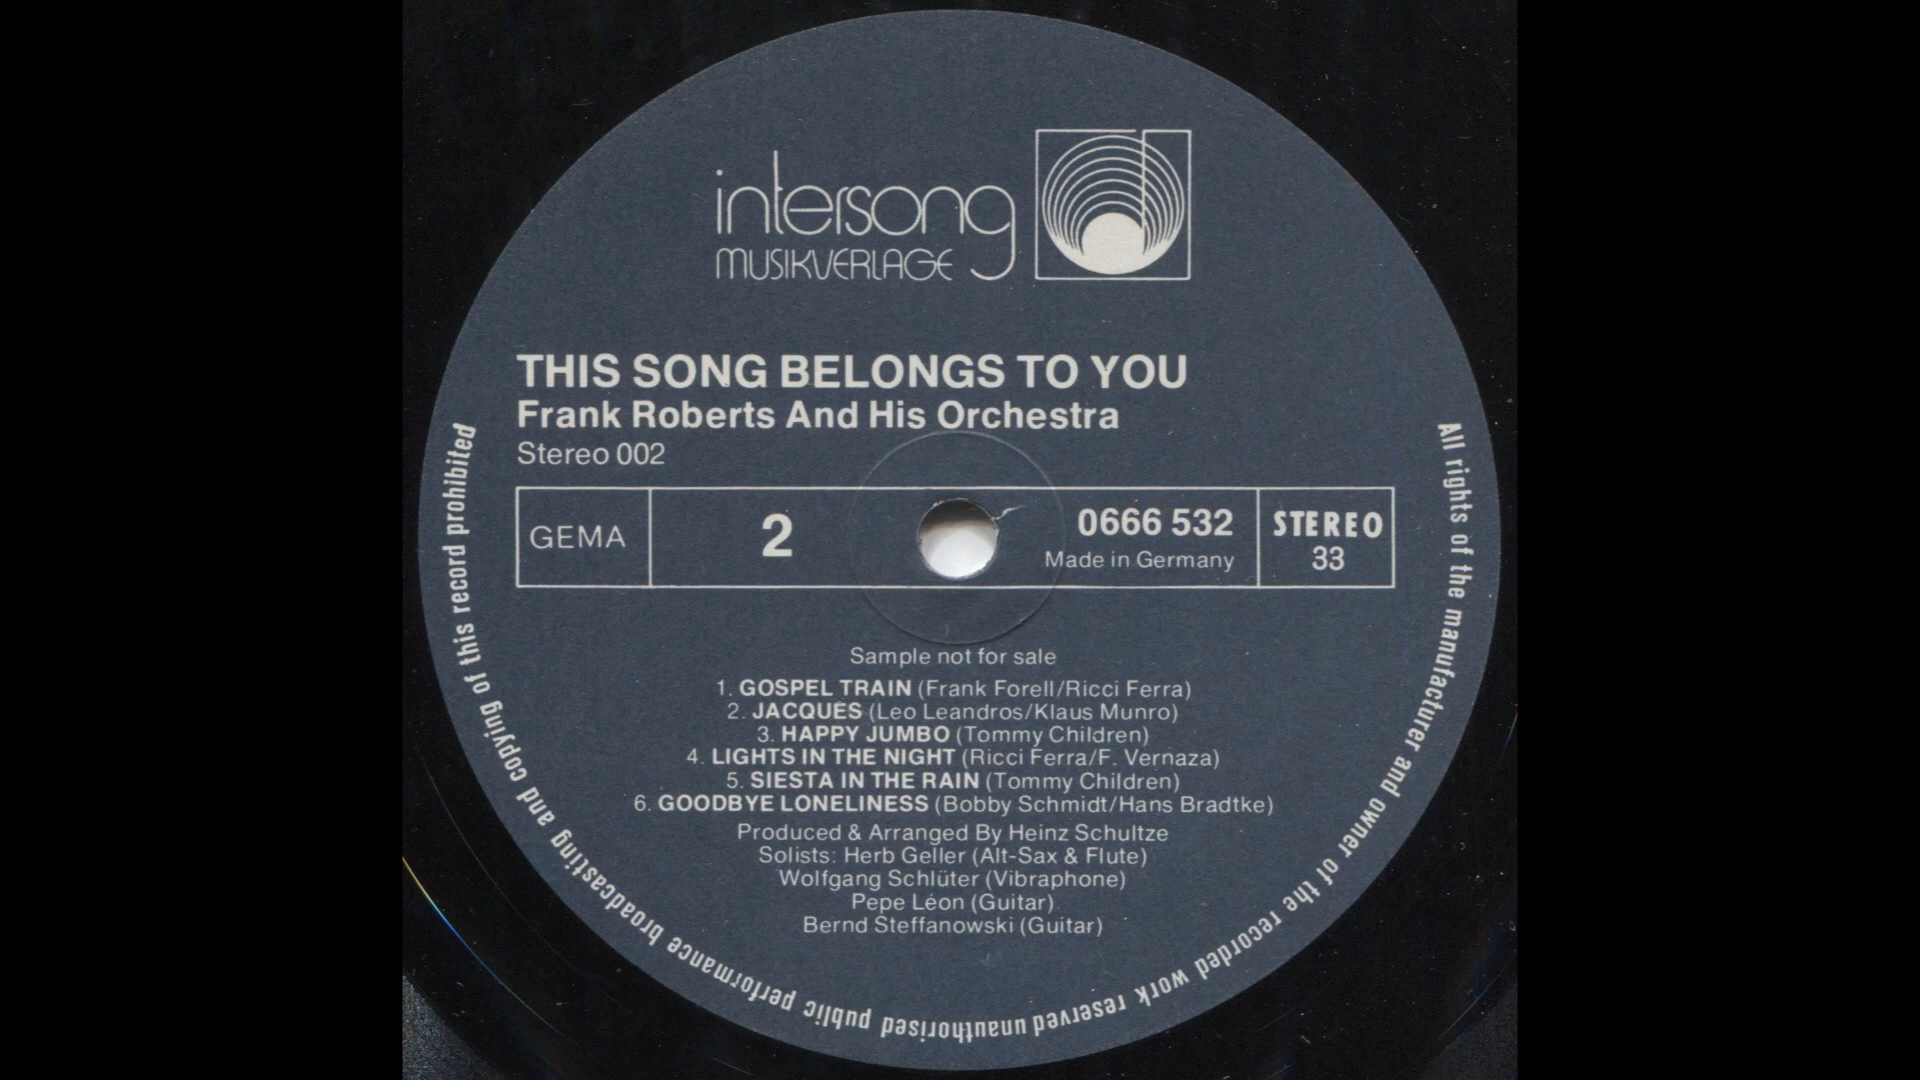 intersong
MUSIKVERLAGE
THIS SONG BELONGS TO YOU
Frank Roberts And His Orchestra
Stereo 002
GEMA
2
0666 532
Made in Germany
STEREO
33
Sample not for sale
1. GOSPEL TRAIN (Frank Forell/Ricci Ferra)
2. JACQUES (Leo Leandros/Klaus Munro)
3. HAPPY JUMBO (Tommy Children)
4. LIGHTS IN THE NIGHT (Ricci Ferra/F. Vernaza)
5. SIESTA IN THE RAIN (Tommy Children)
6. GOODBYE LONELINESS (Bobby Schmidt/Hans Bradtke)
Produced & Arranged By Heinz Schultze
Solists: Herb Geller (Alt-Sax & Flute)
Wolfgang Schlüter (Vibraphone)
Pepe Léon (Guitar)
Bernd Steffanowski (Guitar)
All rights of the manufacturer and owner of the recorded work reserved unauthorised public performance broadcasting and copying of this record prohibited